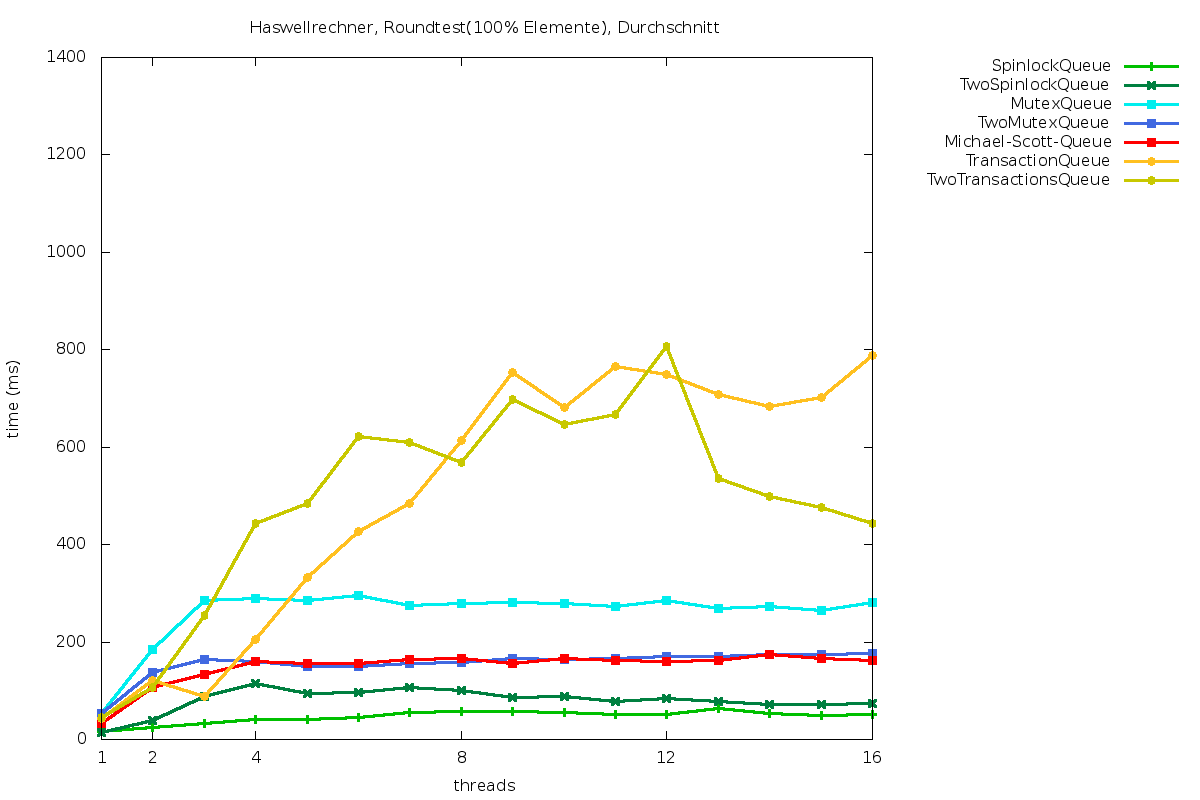 Haswellrechner, Roundtest(100% Elemente), Durchschnitt
SpinlockQueue
TwoSpinlockQueue
MutexQueue
TwoMutexQueue
Michael-Scott-Queue
TransactionQueue
TwoTransactionsQueue
1400
1200
1000
800
600
400
200
0
time (ms)
1 2 4 8 12 16
threads